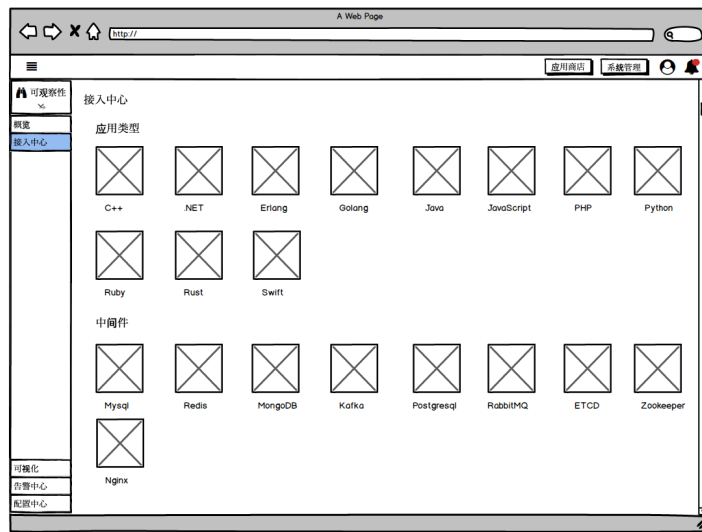 A Web Page
http://
应用商店 系统管理
可观察性
概览
接入中心
接入中心
应用类型
C++ .NET Erlang Golang Java JavaScript PHP Python
Ruby Rust Swift
中间件
Mysql Redis MongoDB Kafka Postgresql RabbitMQ ETCD Zookeeper
Nginx
可视化
告警中心
配置中心